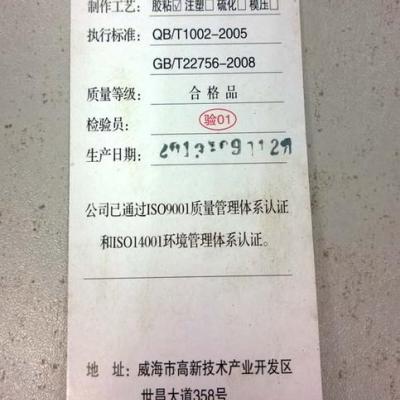 制作工艺: 胶粘☑ 注塑□ 硫化□ 模压□
执行标准: QB/T1002-2005
GB/T22756-2008
质量等级: 合格品
检验员: 验01
生产日期:
公司已通过ISO9001质量管理体系认证
和ISO14001环境管理体系认证。
地 址: 威海市高新技术产业开发区
世昌大道358号